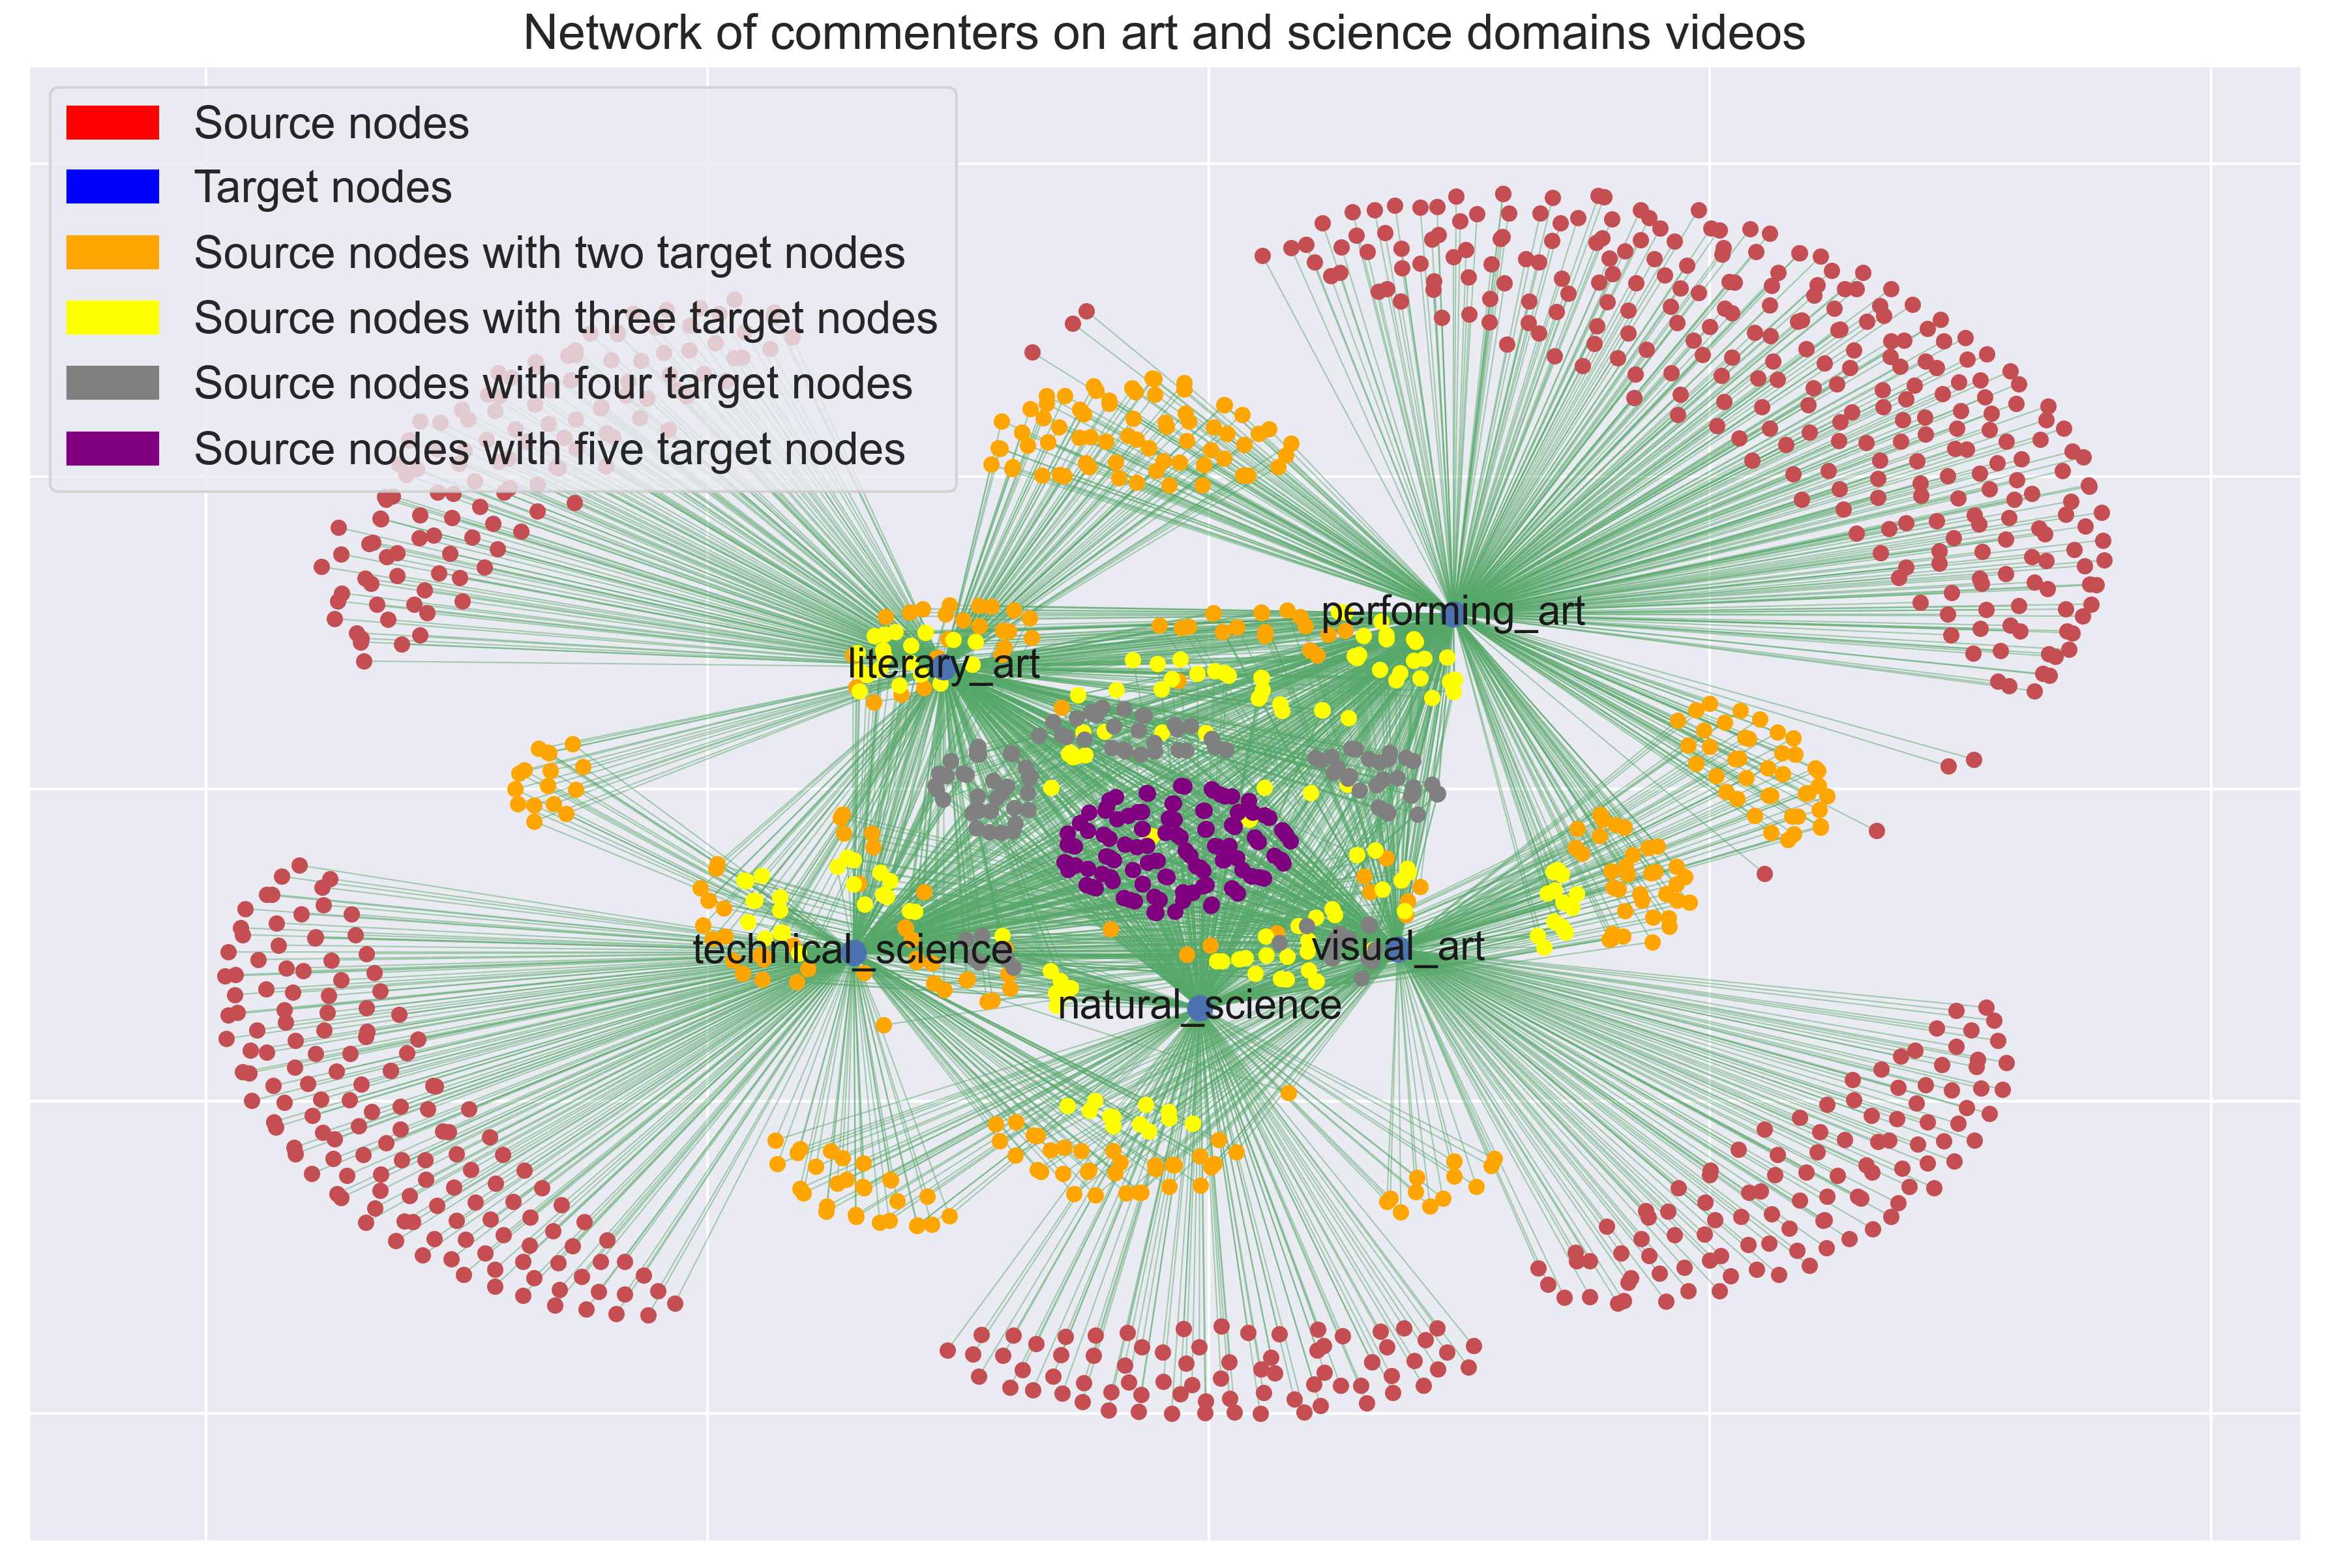 Network of commenters on art and science domains videos
Source nodes
Target nodes
Source nodes with two target nodes
Source nodes with three target nodes
Source nodes with four target nodes
Source nodes with five target nodes
performing_art
literary_art
technical_science
visual_art
natural_science